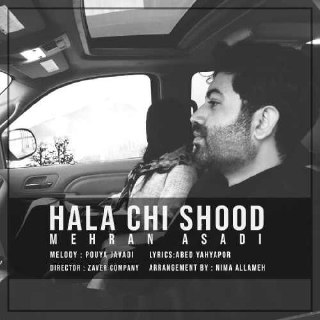 HALA CHI SHOOD
MEHRAN ASADI
MELODY : POUYA JAVADI LYRICS:ABED YAHYAPOR
DIRECTOR : ZAVER COMPANY ARRANGEMENT BY : NIMA ALLAMEH